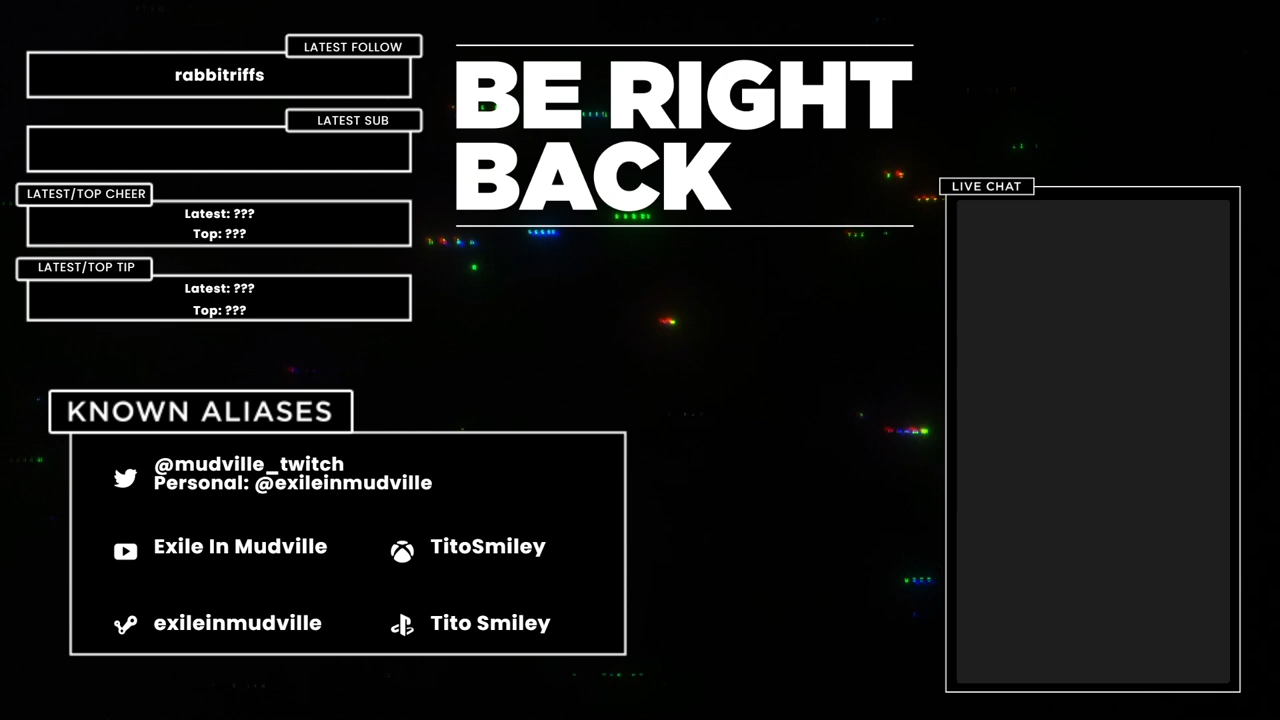 LATEST FOLLOW
rabbitriffs
LATEST SUB
LATEST/TOP CHEER
Latest: ???
Top: ???
LATEST/TOP TIP
Latest: ???
Top: ???
BE RIGHT
BACK
KNOWN ALIASES
@mudville_twitch
Personal: @exileinmudville
Exile In Mudville
TitoSmiley
exileinmudville
Tito Smiley
LIVE CHAT